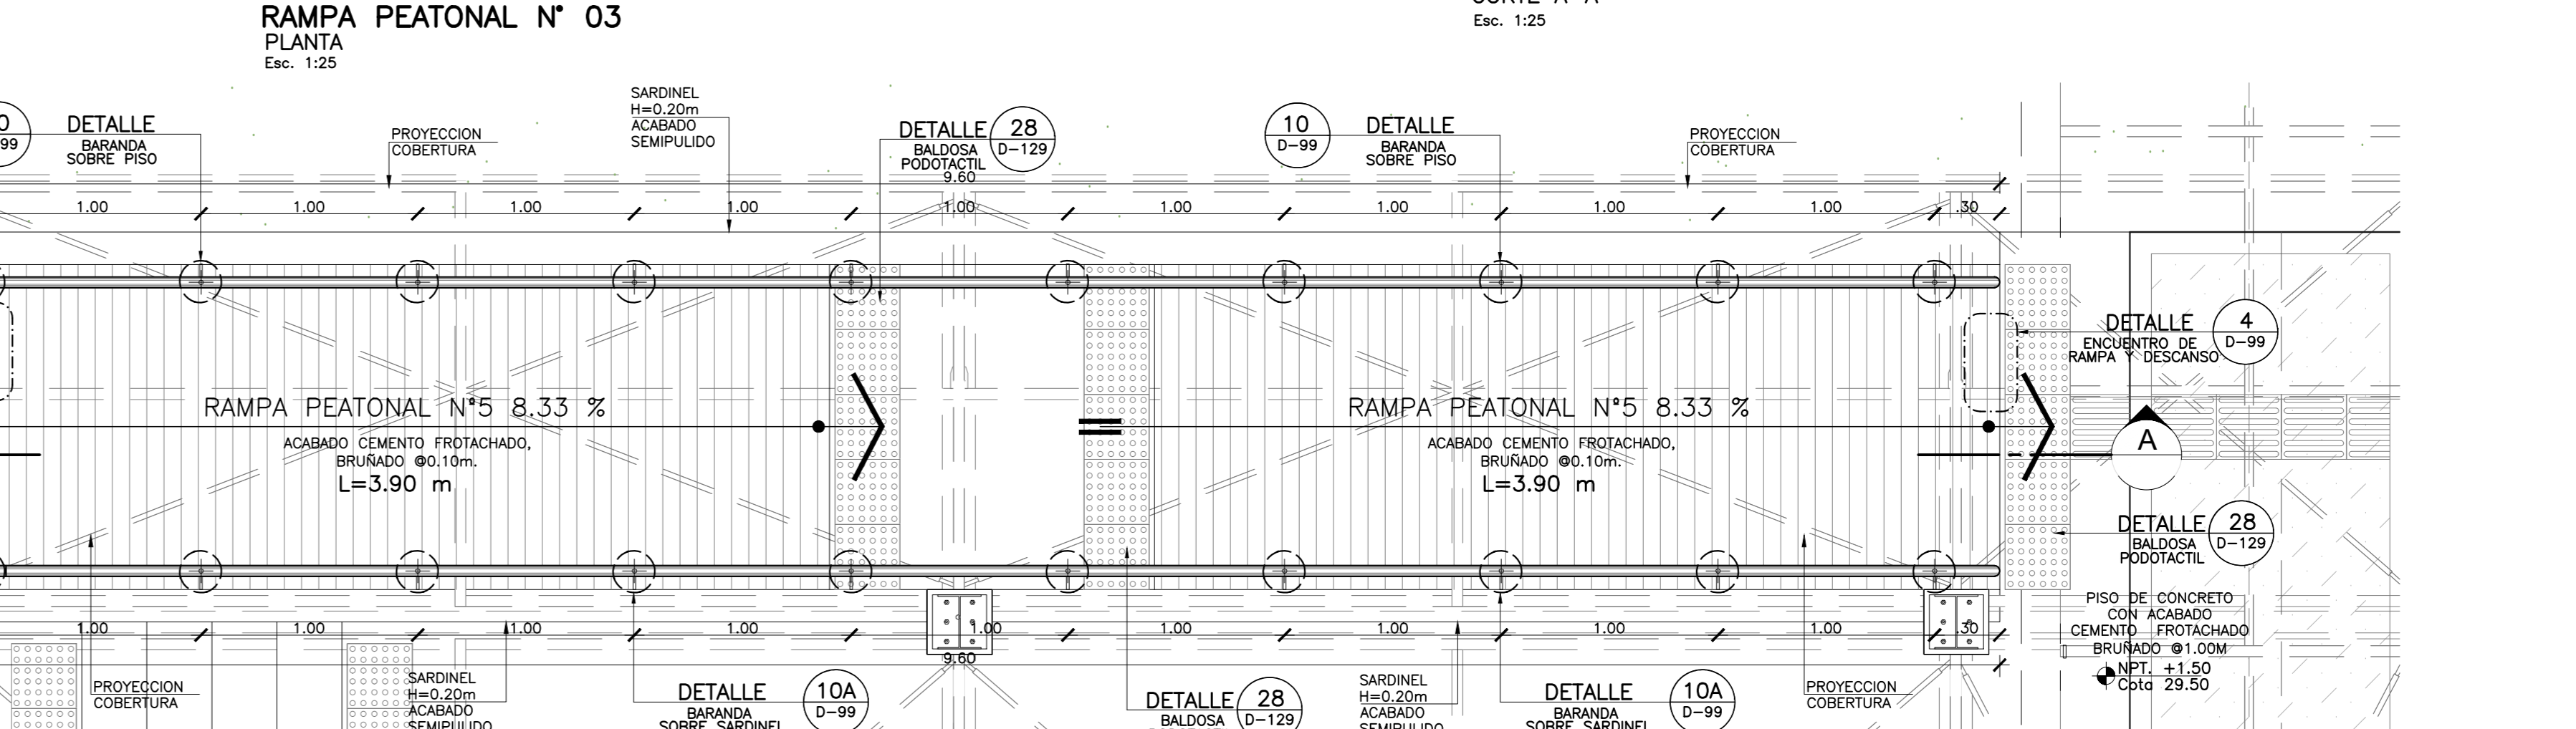 RAMPA PEATONAL N° 03
PLANTA
Esc. 1:25
Esc. 1:25
DETALLE
BARANDA
SOBRE PISO
PROYECCION
COBERTURA
SARDINEL
H=0.20m
ACABADO
SEMIPULIDO
DETALLE
BALDOSA
PODOTACTIL
28
D-129
10
D-99
DETALLE
BARANDA
SOBRE PISO
PROYECCION
COBERTURA
9.60
1.00 1.00 1.00 1.00 1.00 1.00 1.00 1.00 1.00 .30
DETALLE
ENCUENTRO DE
RAMPA Y DESCANSO
4
D-99
RAMPA PEATONAL N°5 8.33 %
ACABADO CEMENTO FROTACHADO,
BRUÑADO @0.10m.
L=3.90 m
RAMPA PEATONAL N°5 8.33 %
ACABADO CEMENTO FROTACHADO,
BRUÑADO @0.10m.
L=3.90 m
A
DETALLE
BALDOSA
PODOTACTIL
28
D-129
PISO DE CONCRETO
CON ACABADO
CEMENTO FROTACHADO
BRUÑADO @1.00M
NPT. +1.50
Cota 29.50
1.00 1.00 1.00 1.00 1.00 1.00 1.00 1.00 1.00 .30
9.60
PROYECCION
COBERTURA
SARDINEL
H=0.20m
ACABADO
SEMIPULIDO
DETALLE
BARANDA
SOBRE SARDINEL
10A
D-99
DETALLE
BALDOSA
28
D-129
SARDINEL
H=0.20m
ACABADO
SEMIPULIDO
DETALLE
BARANDA
SOBRE SARDINEL
10A
D-99
PROYECCION
COBERTURA